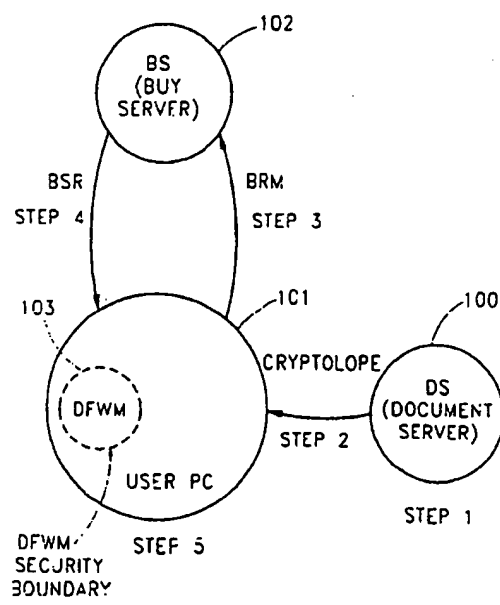 102
BS
(BUY
SERVER)
BSR
BRM
STEP 4
STEP 3
103
1C1
100
CRYPTOLOPE
DFWM
DS
(DOCUMENT
SERVER)
STEP 2
USER PC
STEP 1
DFWM
SECURITY
BOUNDARY
STEP 5